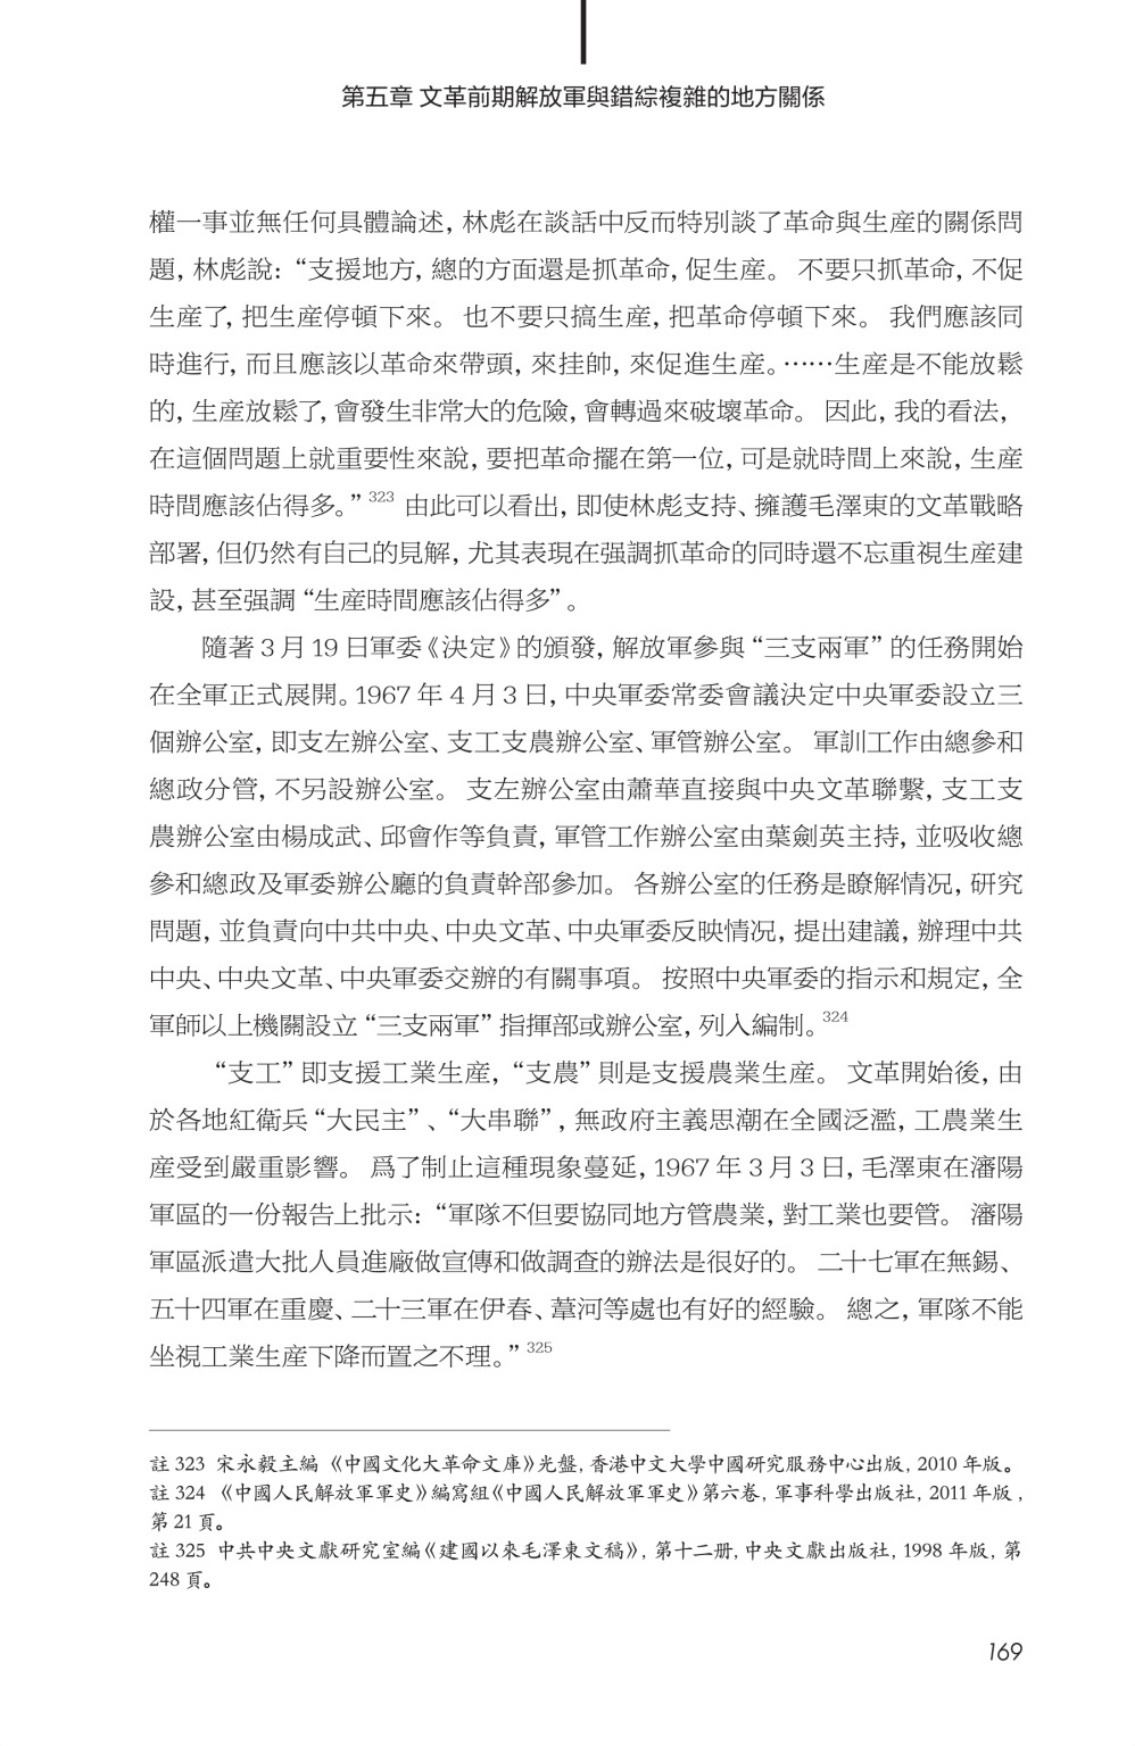 第五章 文革前期解放軍與錯綜複雜的地方關係
權一事並無任何具體論述, 林彪在談話中反而特別談了革命與生産的關係問
題, 林彪說: “支援地方, 總的方面還是抓革命, 促生産。 不要只抓革命, 不促
生産了, 把生産停頓下來。 也不要只搞生産, 把革命停頓下來。 我們應該同
時進行, 而且應該以革命來帶頭, 來挂帥, 來促進生産。……生産是不能放鬆
的, 生産放鬆了, 會發生非常大的危險, 會轉過來破壞革命。 因此, 我的看法,
在這個問題上就重要性來說, 要把革命擺在第一位, 可是就時間上來說, 生産
時間應該佔得多。” 323 由此可以看出, 即使林彪支持、擁護毛澤東的文革戰略
部署, 但仍然有自己的見解, 尤其表現在强調抓革命的同時還不忘重視生産建
設, 甚至强調 “生産時間應該佔得多” 。
隨著 3 月 19 日軍委《決定》的頒發, 解放軍參與 “三支兩軍” 的任務開始
在全軍正式展開。1967 年 4 月 3 日, 中央軍委常委會議決定中央軍委設立三
個辦公室, 即支左辦公室、支工支農辦公室、軍管辦公室。 軍訓工作由總參和
總政分管, 不另設辦公室。 支左辦公室由蕭華直接與中央文革聯繫, 支工支
農辦公室由楊成武、邱會作等負責, 軍管工作辦公室由葉劍英主持, 並吸收總
參和總政及軍委辦公廳的負責幹部參加。 各辦公室的任務是瞭解情况, 研究
問題, 並負責向中共中央、中央文革、中央軍委反映情况, 提出建議, 辦理中共
中央、中央文革、中央軍委交辦的有關事項。 按照中央軍委的指示和規定, 全
軍師以上機關設立 “三支兩軍” 指揮部或辦公室, 列入編制。324
“支工” 即支援工業生産, “支農” 則是支援農業生産。 文革開始後, 由
於各地紅衛兵 “大民主” 、“大串聯” , 無政府主義思潮在全國泛濫, 工農業生
産受到嚴重影響。 爲了制止這種現象蔓延, 1967 年 3 月 3 日, 毛澤東在瀋陽
軍區的一份報告上批示: “軍隊不但要協同地方管農業, 對工業也要管。 瀋陽
軍區派遣大批人員進廠做宣傳和做調查的辦法是很好的。 二十七軍在無錫、
五十四軍在重慶、二十三軍在伊春、葦河等處也有好的經驗。 總之, 軍隊不能
坐視工業生産下降而置之不理。” 325
註 323 宋永毅主編 《中國文化大革命文庫》光盤, 香港中文大學中國研究服務中心出版, 2010 年版。
註 324 《中國人民解放軍軍史》編寫組《中國人民解放軍軍史》第六卷, 軍事科學出版社, 2011 年版 ,
第 21 頁。
註 325 中共中央文獻研究室編《建國以來毛澤東文稿》, 第十二册, 中央文獻出版社, 1998 年版, 第
248 頁。
169